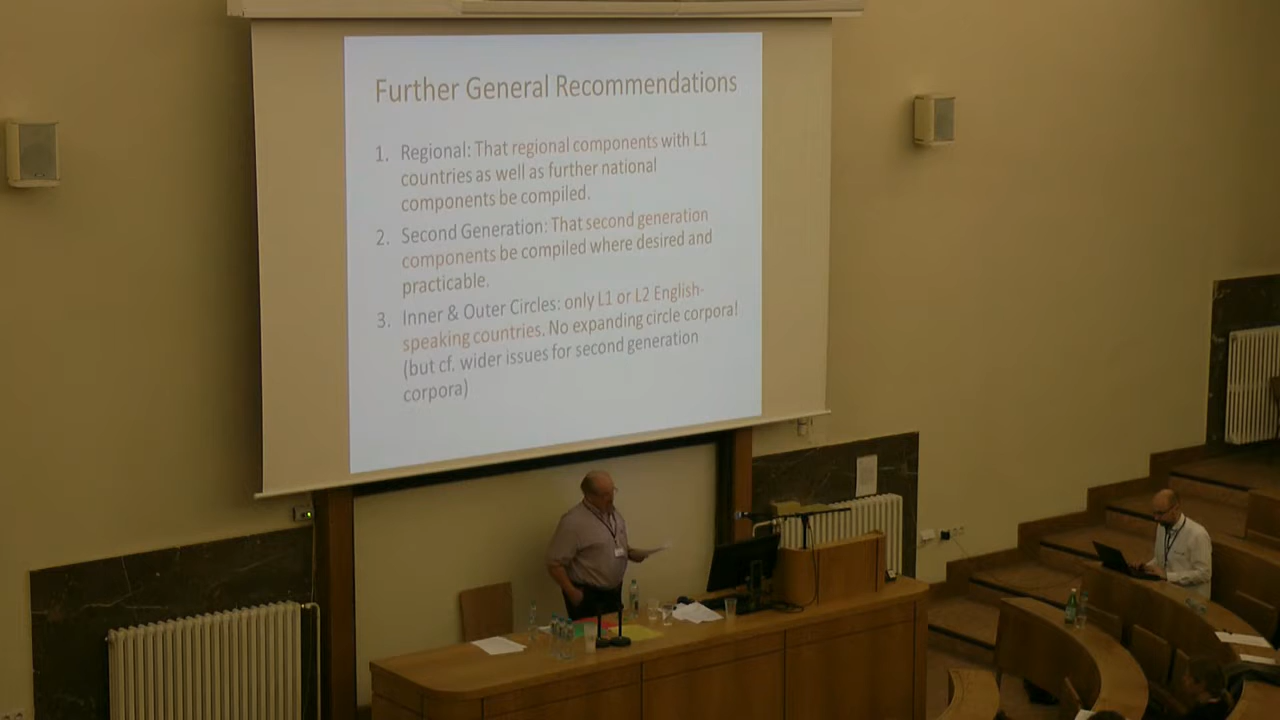 Further General Recommendations
1. Regional: That regional components with L1
countries as well as further national
components be compiled.
2. Second Generation: That second generation
components be compiled where desired and
practicable.
3. Inner & Outer Circles: only L1 or L2 English-
speaking countries. No expanding circle corpora!
(but cf. wider issues for second generation
corpora)